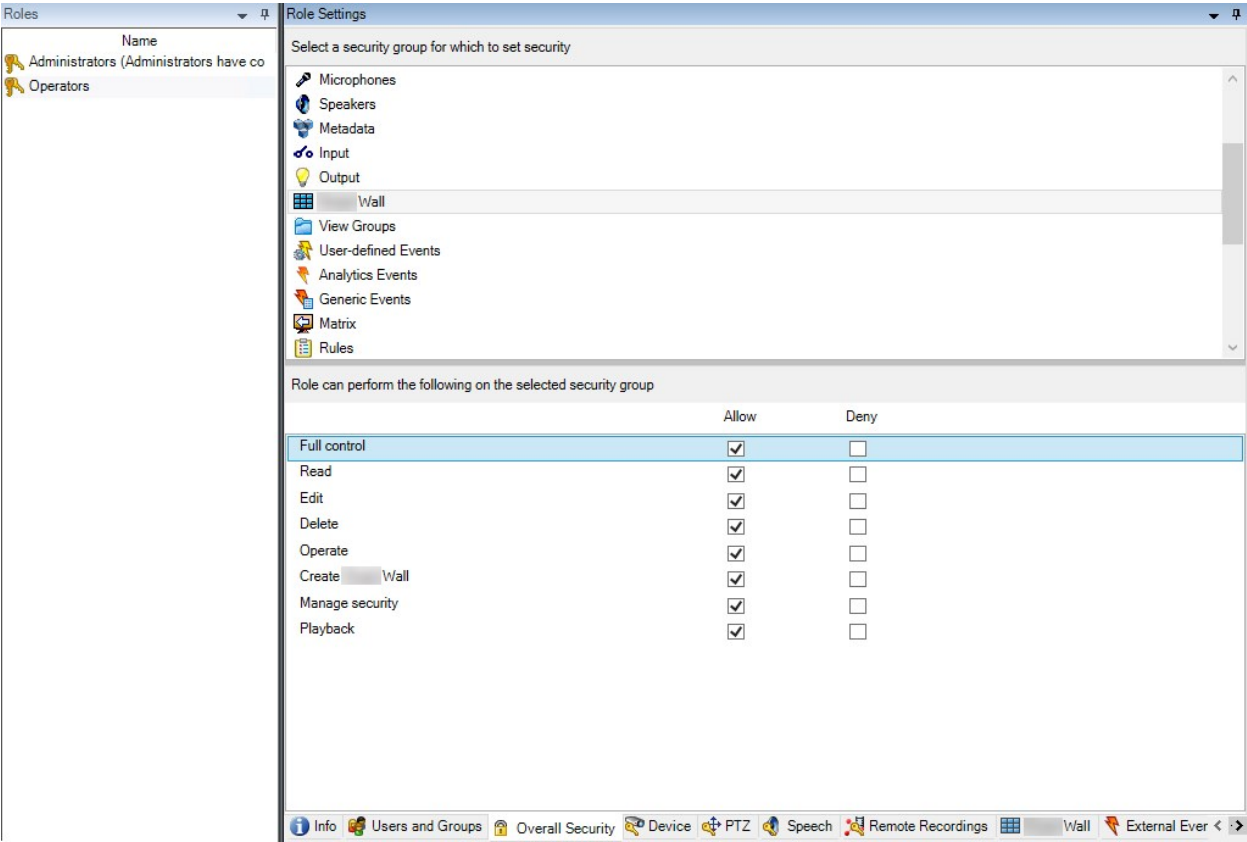 Roles
Name
Administrators (Administrators have co
Operators
Role Settings
Select a security group for which to set security
Microphones
Speakers
Metadata
Input
Output
Wall
View Groups
User-defined Events
Analytics Events
Generic Events
Matrix
Rules
Role can perform the following on the selected security group
Allow Deny
Full control
Read
Edit
Delete
Operate
Create Wall
Manage security
Playback
Info Users and Groups Overall Security Device PTZ Speech Remote Recordings Wall External Ever